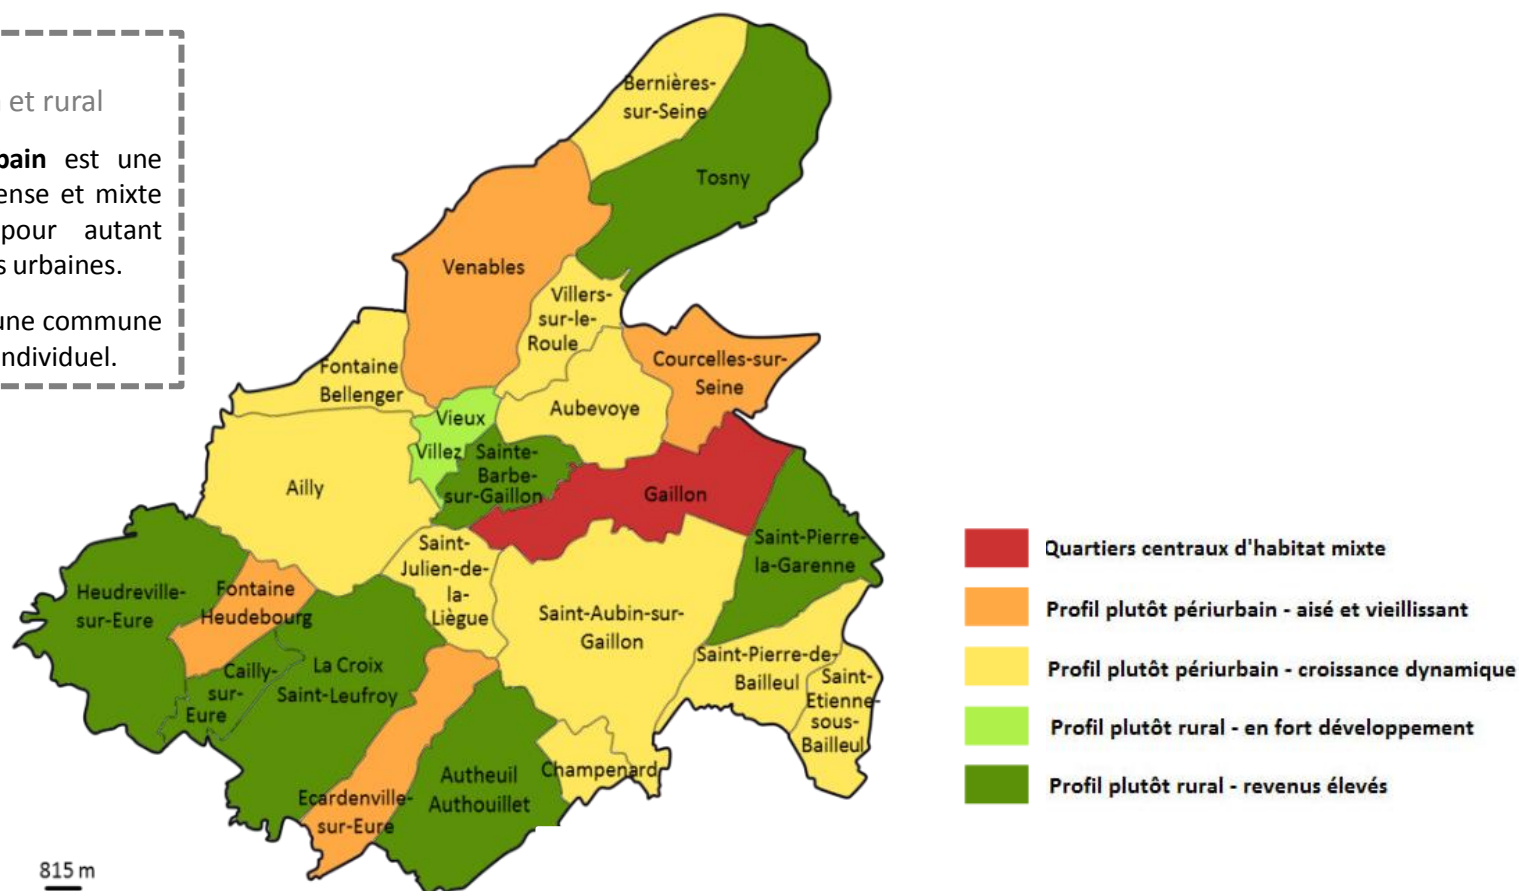 et rural
bain est une
ense et mixte
pour autant
s urbaines.
une commune
individuel.
Bernières-
sur-Seine
Tosny
Venables
Villers-
sur-le-
Roule
Courcelles-sur-
Seine
Fontaine
Bellenger
Aubevoye
Vieux
Villez
Sainte-
Barbe-
sur-Gaillon
Ailly
Gaillon
Saint-
Julien-de-
la-
Liègue
Saint-Pierre-
la-Garenne
Heudreville-
sur-Eure
Fontaine
Heudebourg
Saint-Aubin-sur-
Gaillon
Cailly-
sur-
Eure
La Croix
Saint-Leufroy
Saint-Pierre-de-
Bailleul
Saint-
Etienne-
sous-
Bailleul
Autheuil
Authouillet
Champenard
Ecardenville-
sur-Eure
815 m
Quartiers centraux d'habitat mixte
Profil plutôt périurbain - aisé et vieillissant
Profil plutôt périurbain - croissance dynamique
Profil plutôt rural - en fort développement
Profil plutôt rural - revenus élevés